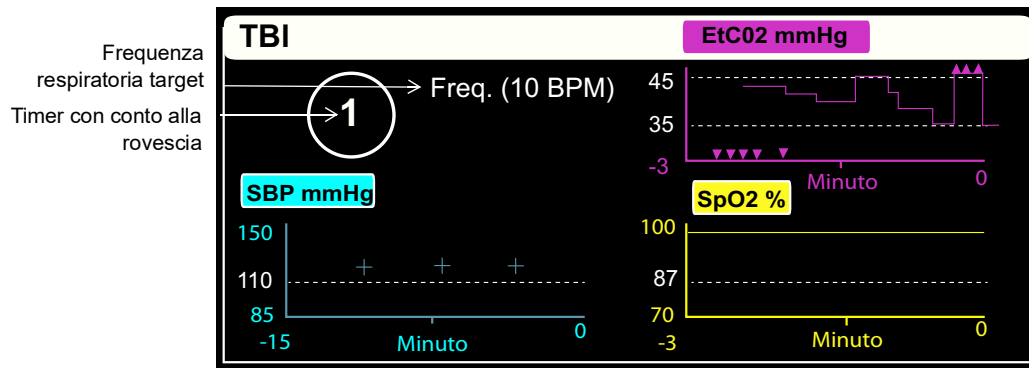 Frequenza
respiratoria target
Timer con conto alla
rovescia
TBI
1
Freq. (10 BPM)
EtC02 mmHg
45
35
-3
Minuto
0
SBP mmHg
150
110
85
-15
Minuto
0
SpO2 %
100
87
70
-3
Minuto
0